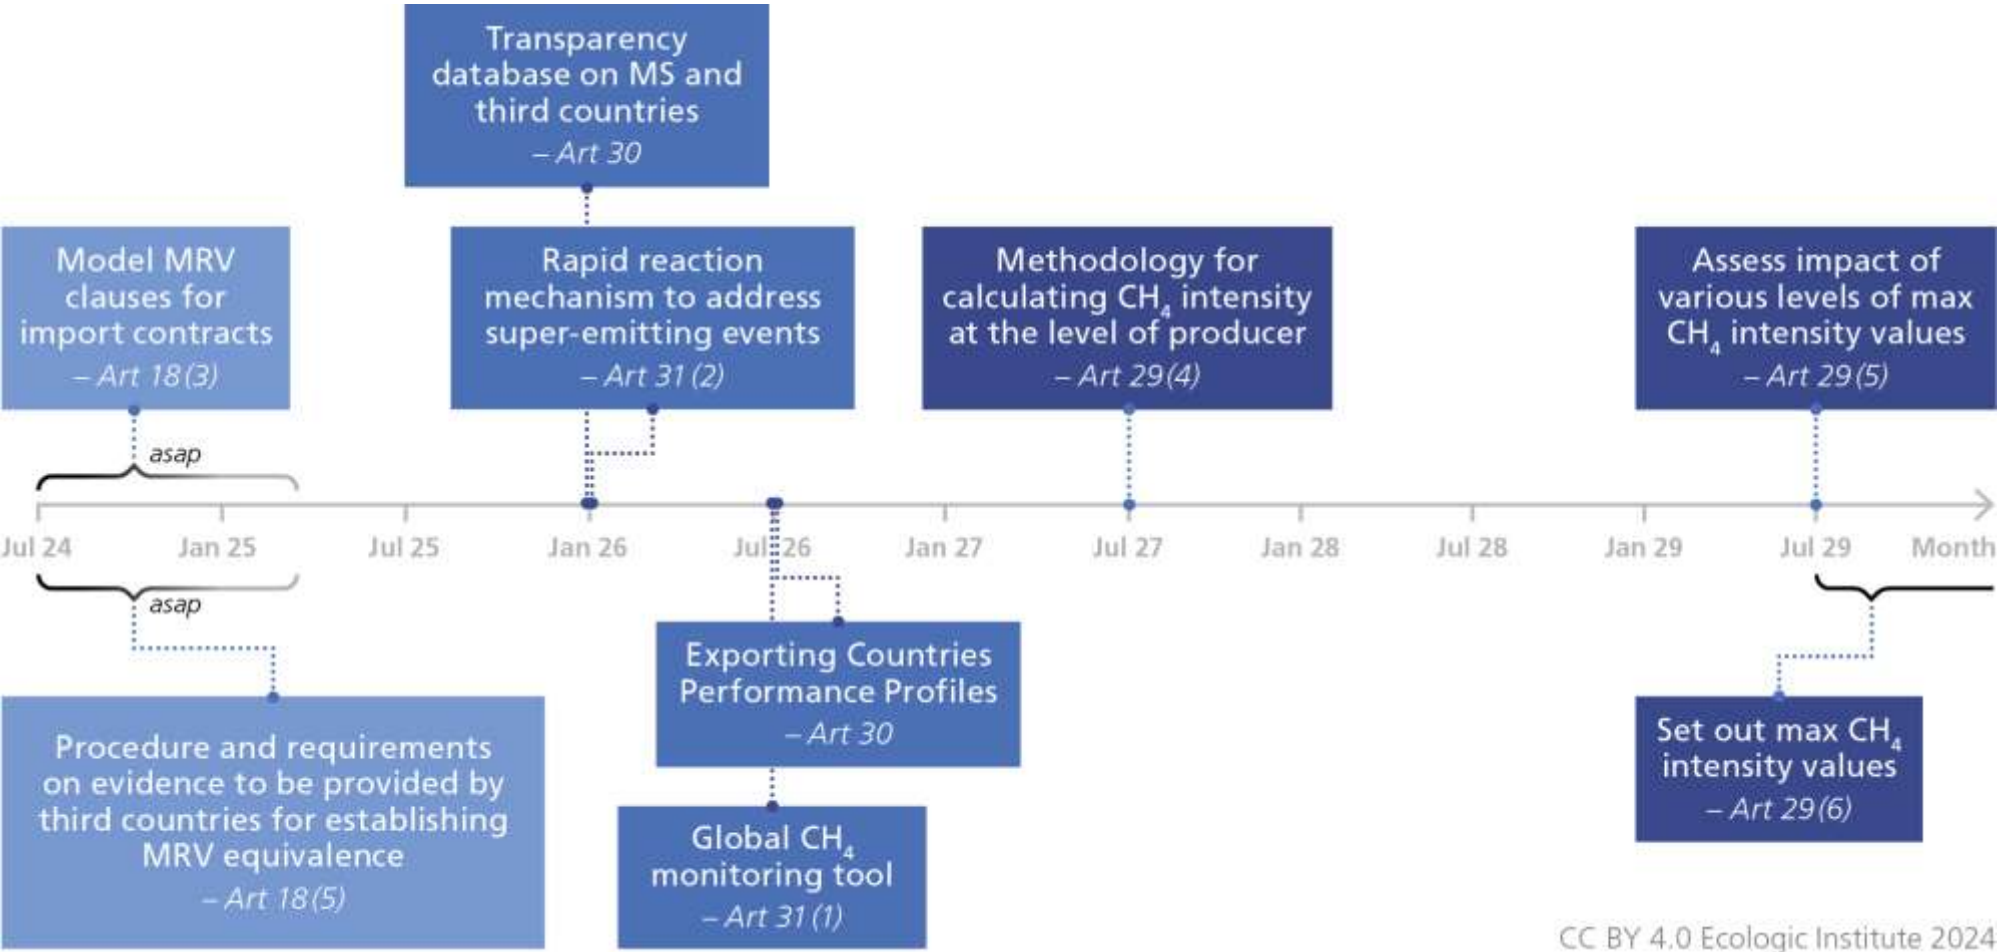 Transparency
database on MS and
third countries
– Art 30
Model MRV
clauses for
import contracts
– Art 18(3)
Rapid reaction
mechanism to address
super-emitting events
– Art 31(2)
Methodology for
calculating CH₄ intensity
at the level of producer
– Art 29(4)
Assess impact of
various levels of max
CH₄ intensity values
– Art 29(5)
asap
Jul 24
Jan 25
Jul 25
Jan 26
Jul 26
Jan 27
Jul 27
Jan 28
Jul 28
Jan 29
Jul 29
Month
asap
Procedure and requirements
on evidence to be provided by
third countries for establishing
MRV equivalence
– Art 18(5)
Exporting Countries
Performance Profiles
– Art 30
Global CH₄
monitoring tool
– Art 31(1)
Set out max CH₄
intensity values
– Art 29(6)
CC BY 4.0 Ecologic Institute 2024